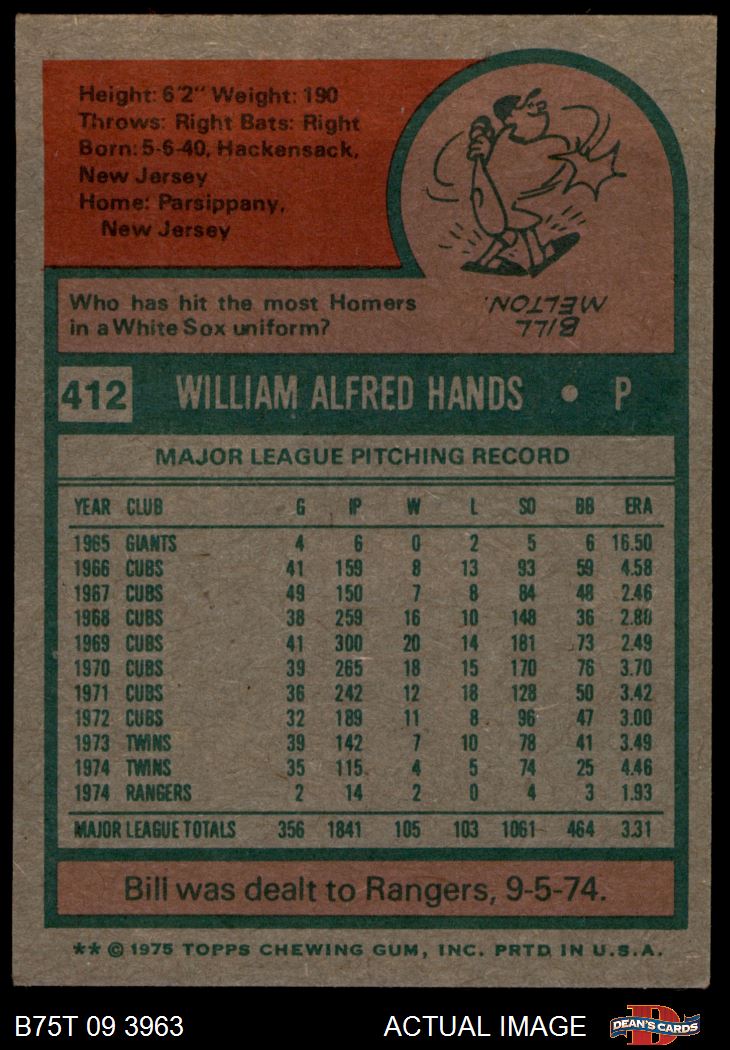 Height: 6'2" Weight: 190
Throws: Right Bats: Right
Born: 5-6-40, Hackensack,
New Jersey
Home: Parsippany,
New Jersey
Who has hit the most Homers
in a White Sox uniform?
BILL
MELTON.
412 WILLIAM ALFRED HANDS • P
MAJOR LEAGUE PITCHING RECORD
YEAR CLUB G IP W L SO BB ERA
1965 GIANTS 4 6 0 2 5 6 16.50
1966 CUBS 41 159 8 13 93 59 4.58
1967 CUBS 49 150 7 8 84 48 2.46
1968 CUBS 38 259 16 10 148 36 2.80
1969 CUBS 41 300 20 14 181 73 2.49
1970 CUBS 39 265 18 15 170 76 3.70
1971 CUBS 36 242 12 18 128 50 3.42
1972 CUBS 32 189 11 8 96 47 3.00
1973 TWINS 39 142 7 10 78 41 3.49
1974 TWINS 35 115 4 5 74 25 4.46
1974 RANGERS 2 14 2 0 4 3 1.93
MAJOR LEAGUE TOTALS 356 1841 105 103 1061 464 3.31
Bill was dealt to Rangers, 9-5-74.
** © 1975 TOPPS CHEWING GUM, INC. PRTD IN U.S.A.
B75T 09 3963 ACTUAL IMAGE D DEAN'S CARDS